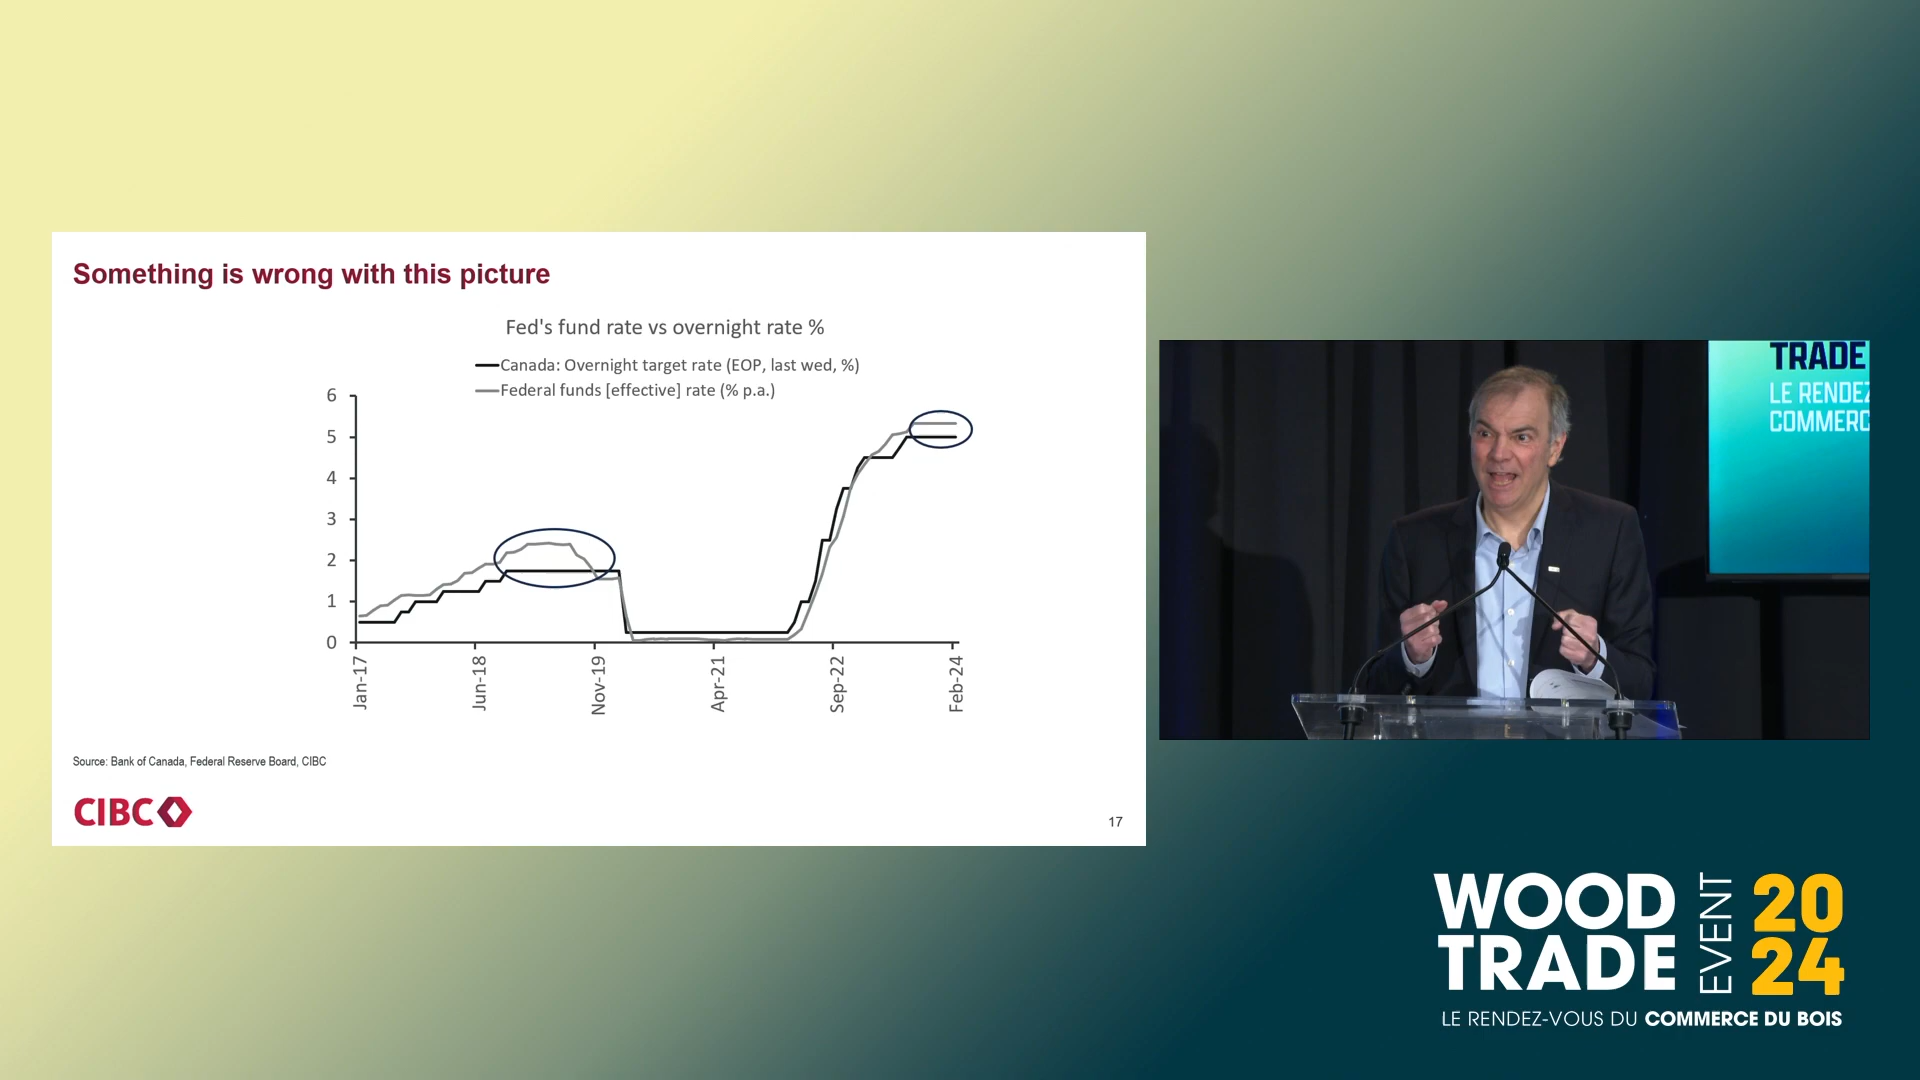 Something is wrong with this picture
Fed's fund rate vs overnight rate %
Canada: Overnight target rate (EOP, last wed, %)
Federal funds [effective] rate (% p.a.)
6
5
4
3
2
1
0
Jan-17
Jun-18
Nov-19
Apr-21
Sep-22
Feb-24
Source: Bank of Canada, Federal Reserve Board, CIBC
CIBC
17
TRADE
LE RENDEZ
COMMERC
WOOD
TRADE
EVENT
20
24
LE RENDEZ-VOUS DU COMMERCE DU BOIS